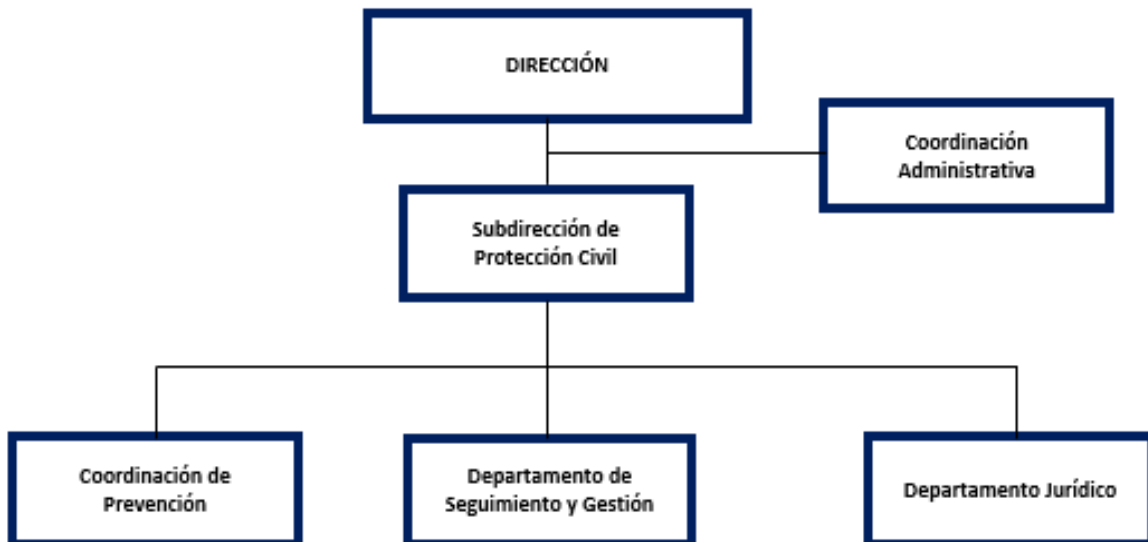 DIRECCIÓN
Coordinación
Administrativa
Subdirección de
Protección Civil
Coordinación de
Prevención
Departamento de
Seguimiento y Gestión
Departamento Jurídico